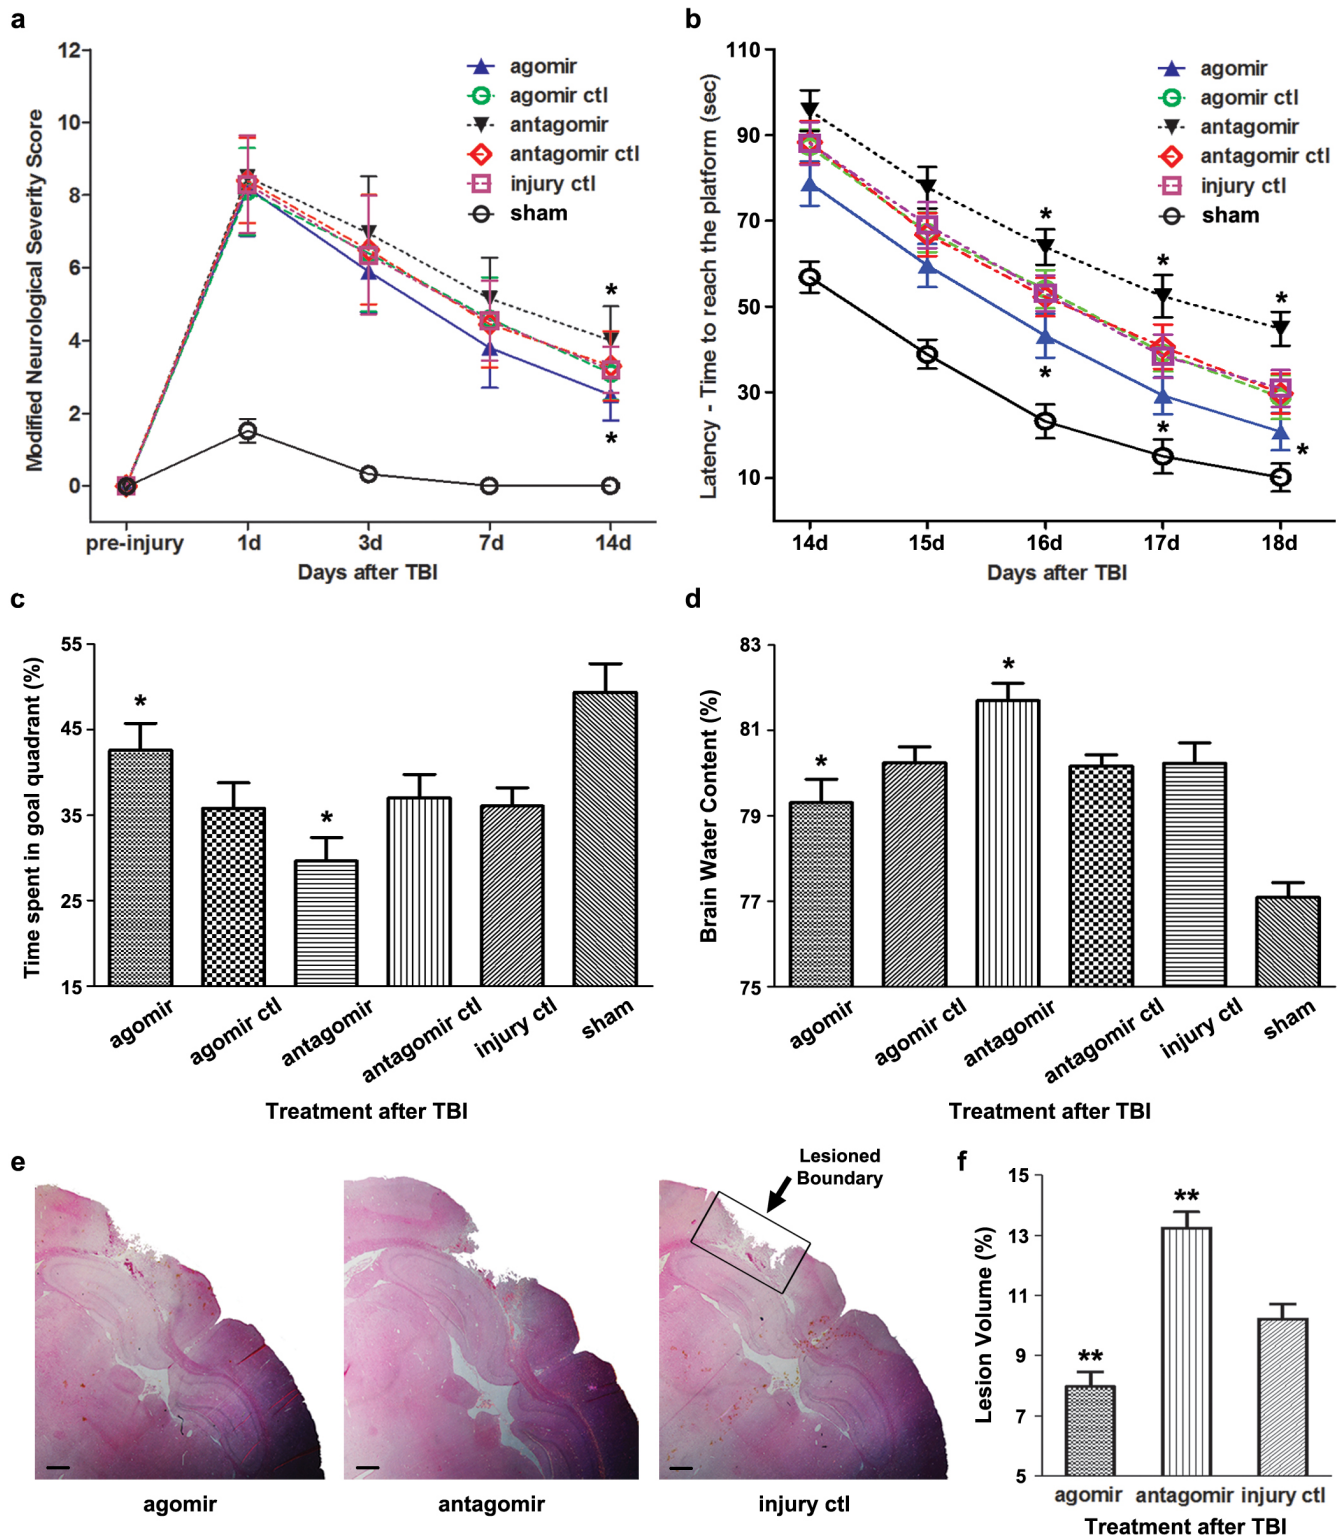 a
Modified Neurological Severity Score
12
10
8
6
4
2
0
agomir
agomir ctl
antagomir
antagomir ctl
injury ctl
sham
*
*
pre-injury 1d 3d 7d 14d
Days after TBI
b
Latency - Time to reach the platform (sec)
110
90
70
50
30
10
agomir
agomir ctl
antagomir
antagomir ctl
injury ctl
sham
* * *
* * *
14d 15d 16d 17d 18d
Days after TBI
c
Time spent in goal quadrant (%)
55
45
35
25
15
*
*
agomir agomir ctl antagomir antagomir ctl injury ctl sham
Treatment after TBI
d
Brain Water Content (%)
83
81
79
77
75
*
*
agomir agomir ctl antagomir antagomir ctl injury ctl sham
Treatment after TBI
e
Lesioned
Boundary
agomir antagomir injury ctl
f
Lesion Volume (%)
15
13
11
9
7
5
**
**
agomir antagomir injury ctl
Treatment after TBI